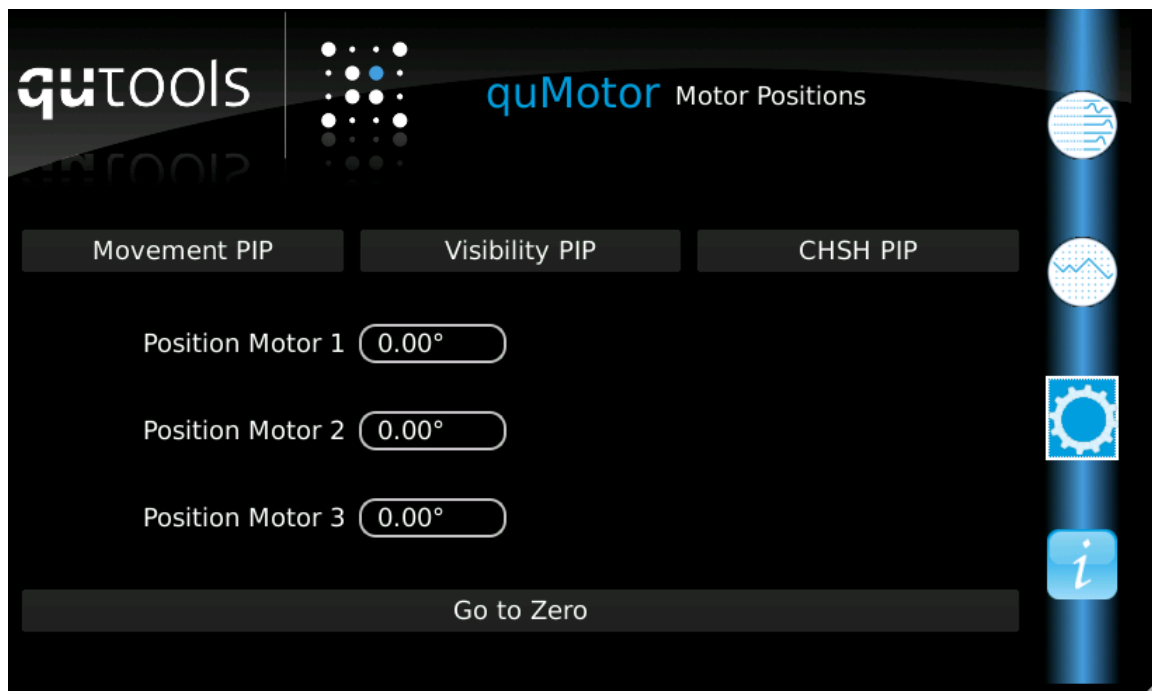 qutools
quMotor Motor Positions
Movement PIP Visibility PIP CHSH PIP
Position Motor 1 0.00°
Position Motor 2 0.00°
Position Motor 3 0.00°
i
Go to Zero